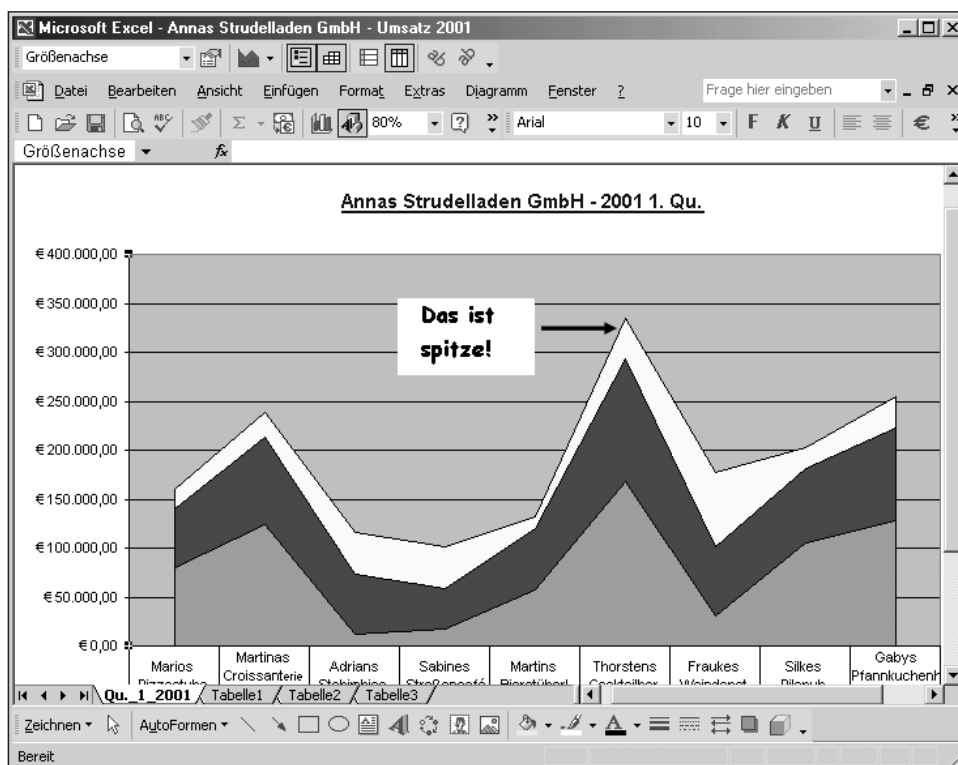 Microsoft Excel - Annas Strudelladen GmbH - Umsatz 2001
Größenachse
Datei Bearbeiten Ansicht Einfügen Format Extras Diagramm Fenster ? Frage hier eingeben
80% Arial 10 F K U €
Größenachse fx
Annas Strudelladen GmbH - 2001 1. Qu.
€ 400.000,00
€ 350.000,00
€ 300.000,00
€ 250.000,00
€ 200.000,00
€ 150.000,00
€ 100.000,00
€ 50.000,00
€ 0,00
Das ist
spitze!
Marios
Martinas
Croissanterie
Adrians
Sabines
Martins
Thorstens
Fraukes
Silkes
Gabys
Pfannkuchenh
Qu._1_2001 Tabelle1 Tabelle2 Tabelle3
Zeichnen AutoFormen
Bereit